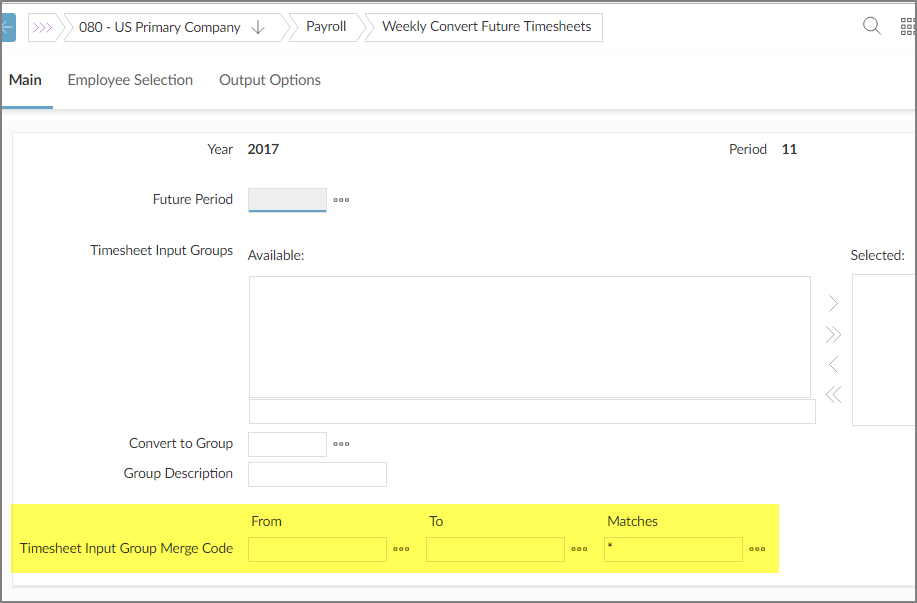 080 - US Primary Company Payroll Weekly Convert Future Timesheets
Main Employee Selection Output Options
Year 2017 Period 11
Future Period
Timesheet Input Groups Available: Selected:
Convert to Group
Group Description
From To Matches
Timesheet Input Group Merge Code *